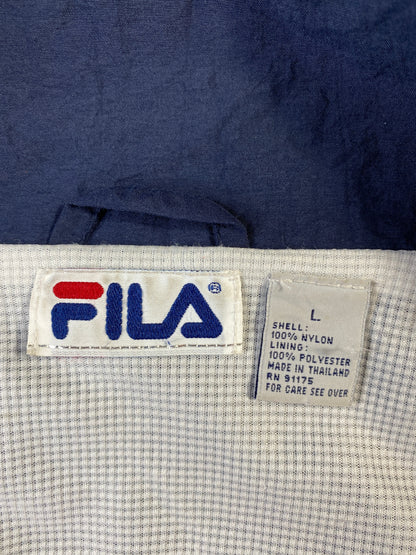 FILA®
L
SHELL:
100% NYLON
LINING:
100% POLYESTER
MADE IN THAILAND
RN 91175
FOR CARE SEE OVER